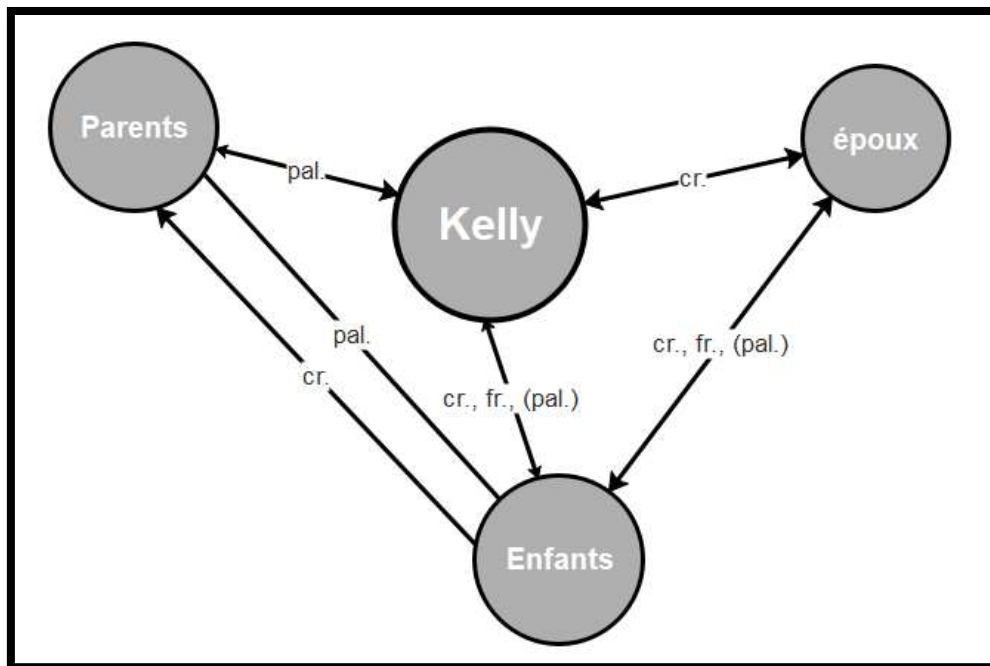 Parents
époux
pal.
cr.
Kelly
pal.
cr., fr., (pal.)
cr.
cr., fr., (pal.)
Enfants